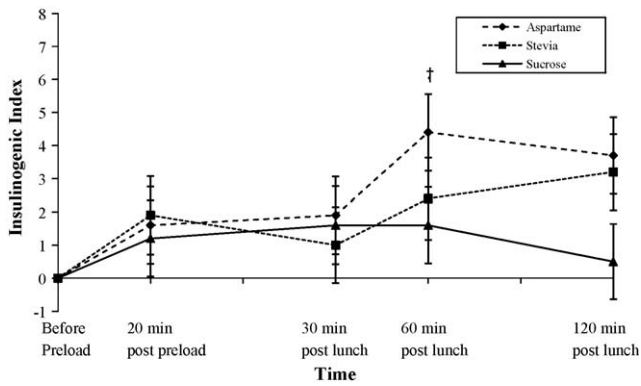 8
7
6
5
4
3
2
1
0
-1
Insulinogenic Index
Aspartame
Stevia
Sucrose
‡
Before
Preload
20 min
post preload
30 min
post lunch
60 min
post lunch
120 min
post lunch
Time